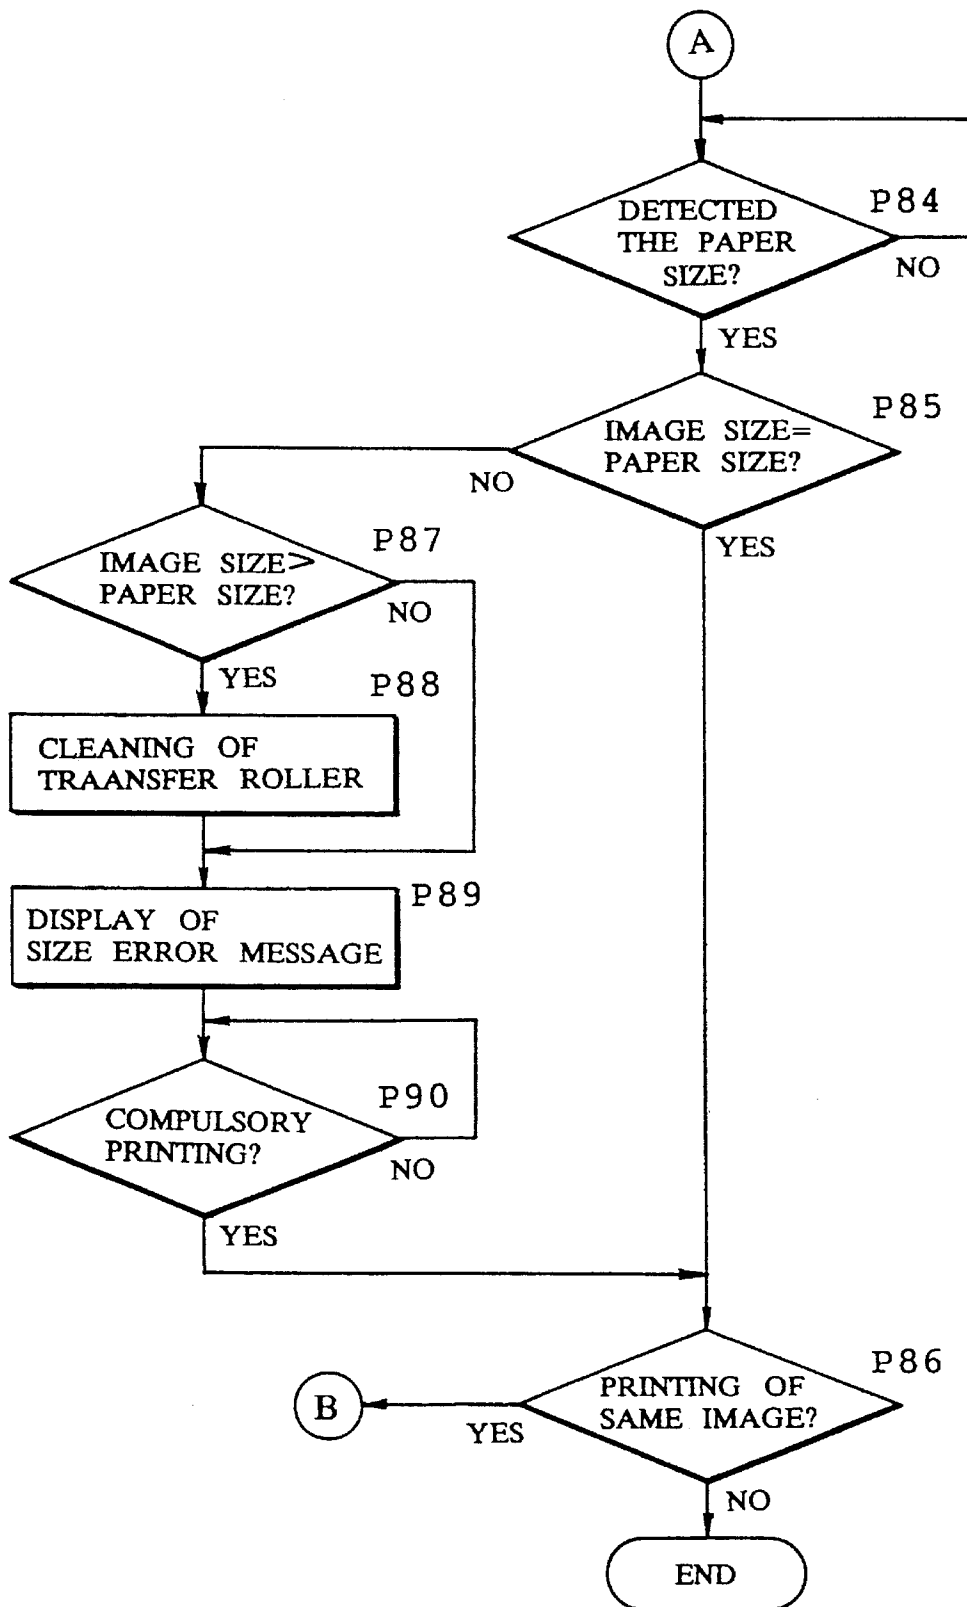 A
DETECTED
THE PAPER
SIZE?
P84
NO
YES
IMAGE SIZE=
PAPER SIZE?
P85
NO
YES
IMAGE SIZE>
PAPER SIZE?
P87
NO
YES
P88
CLEANING OF
TRAANSFER ROLLER
P89
DISPLAY OF
SIZE ERROR MESSAGE
COMPULSORY
PRINTING?
P90
NO
YES
P86
PRINTING OF
SAME IMAGE?
B
YES
NO
END